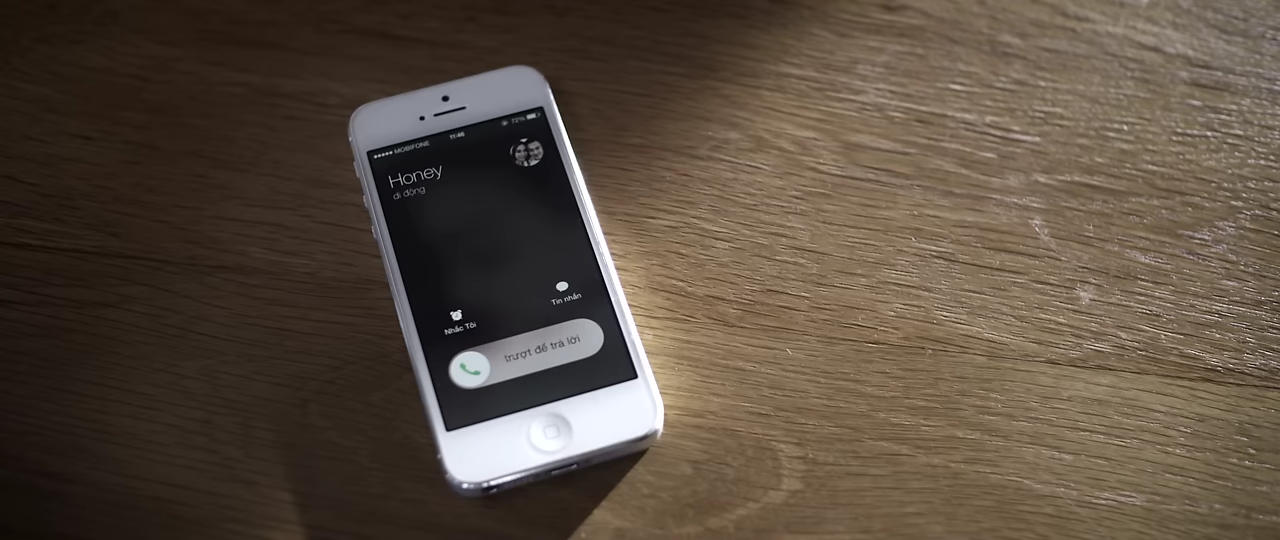 MOBIFONE 11:46 72%
Honey
di động
Nhắc Tôi
Tin nhắn
trượt để trả lời